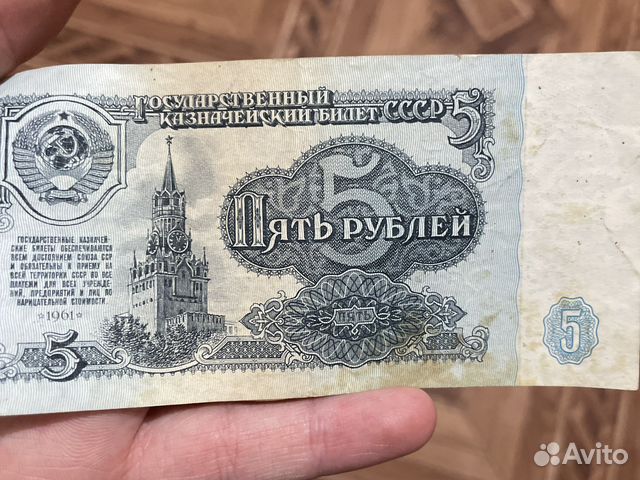 ГОСУДАРСТВЕННЫЙ
КАЗНАЧЕЙСКИЙ БИЛЕТ СССР
5
5
ПЯТЬ РУБЛЕЙ
ГОСУДАРСТВЕННЫЕ КАЗНАЧЕЙ-
СКИЕ БИЛЕТЫ ОБЕСПЕЧИВАЮТСЯ
ВСЕМ ДОСТОЯНИЕМ СОЮЗА ССР
И ОБЯЗАТЕЛЬНЫ К ПРИЕМУ НА
ВСЕЙ ТЕРРИТОРИИ СССР ВО ВСЕ
ПЛАТЕЖИ ДЛЯ ВСЕХ УЧРЕЖДЕ-
НИЙ, ПРЕДПРИЯТИЙ И ЛИЦ ПО
НАРИЦАТЕЛЬНОЙ СТОИМОСТИ.
1961
ПЯТЬ
5
5
Avito